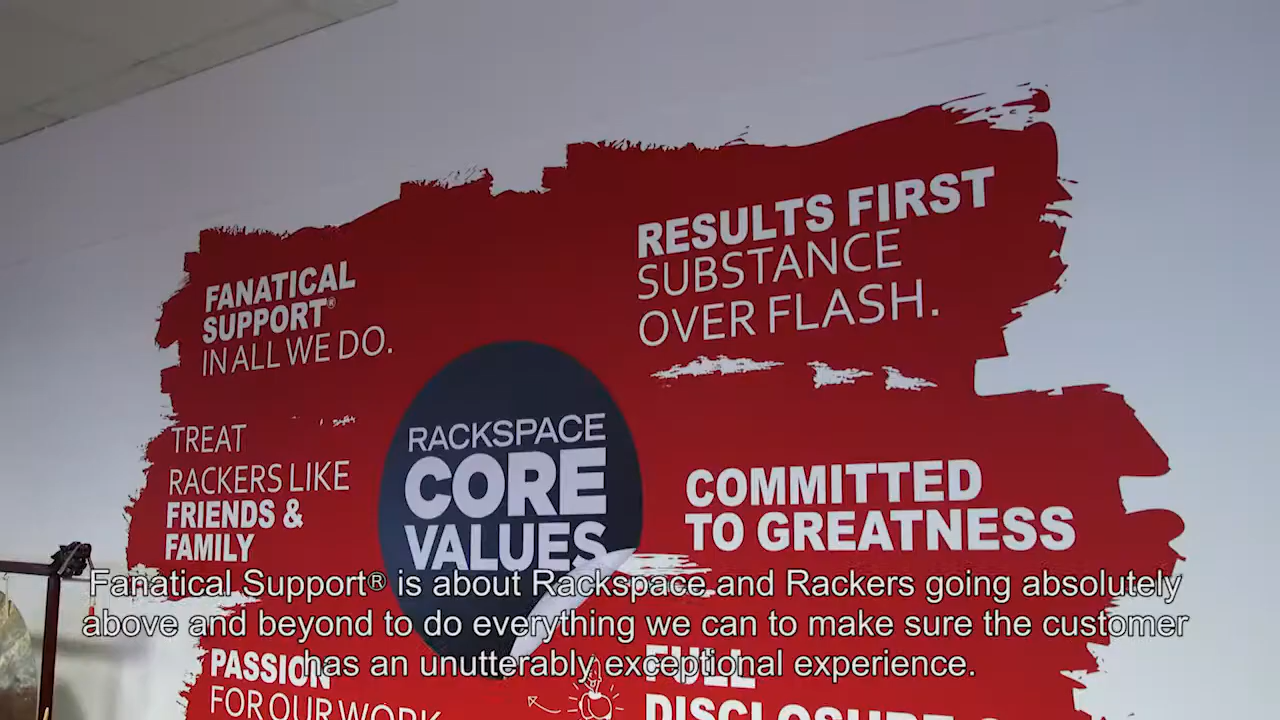 FANATICAL
SUPPORT®
IN ALL WE DO.
RESULTS FIRST
SUBSTANCE
OVER FLASH.
TREAT
RACKERS LIKE
FRIENDS &
FAMILY
RACKSPACE
CORE
VALUES
COMMITTED
TO GREATNESS
PASSION
FOR OUR WORK
FULL
DISCLOSURE &
Fanatical Support® is about Rackspace and Rackers going absolutely
above and beyond to do everything we can to make sure the customer
has an unutterably exceptional experience.